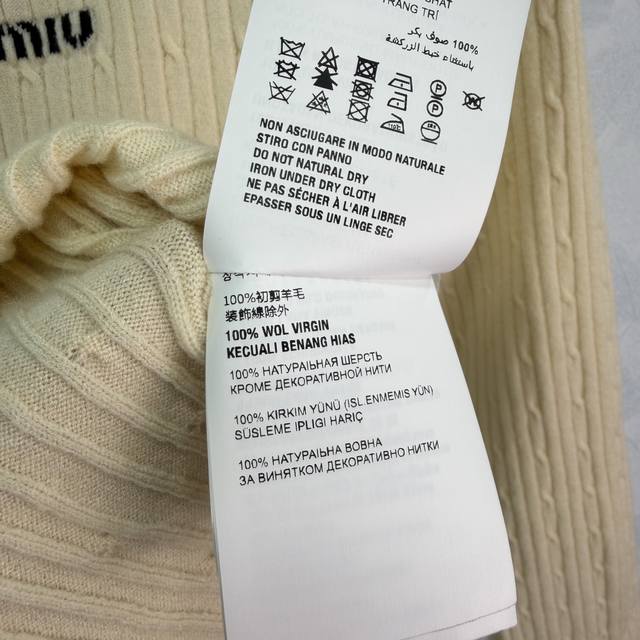 miu
TRANG TRÍ
100% صوف بكر
باستثناء خيط الزركشة
NON ASCIUGARE IN MODO NATURALE
STIRO CON PANNO
DO NOT NATURAL DRY
IRON UNDER DRY CLOTH
NE PAS SÉCHER À L'AIR LIBRER
EPASSER SOUS UN LINGE SEC
100%初剪羊毛
装飾線除外
100% WOL VIRGIN
KECUALI BENANG HIAS
100% НАТУРАІЬНАЯ ШЕРСТЬ
КРОМЕ ДЕКОРАТИВНОЙ НИТИ
100% KIRKIM YÜNÜ (ISL.ENMEMIS YÜN)
SÜSLEME IPLIGI HARIÇ
100% НАТУРАІЬНА ВОВНА
ЗА ВИНЯТКОМ ДЕКОРАТИВНО НИТКИ